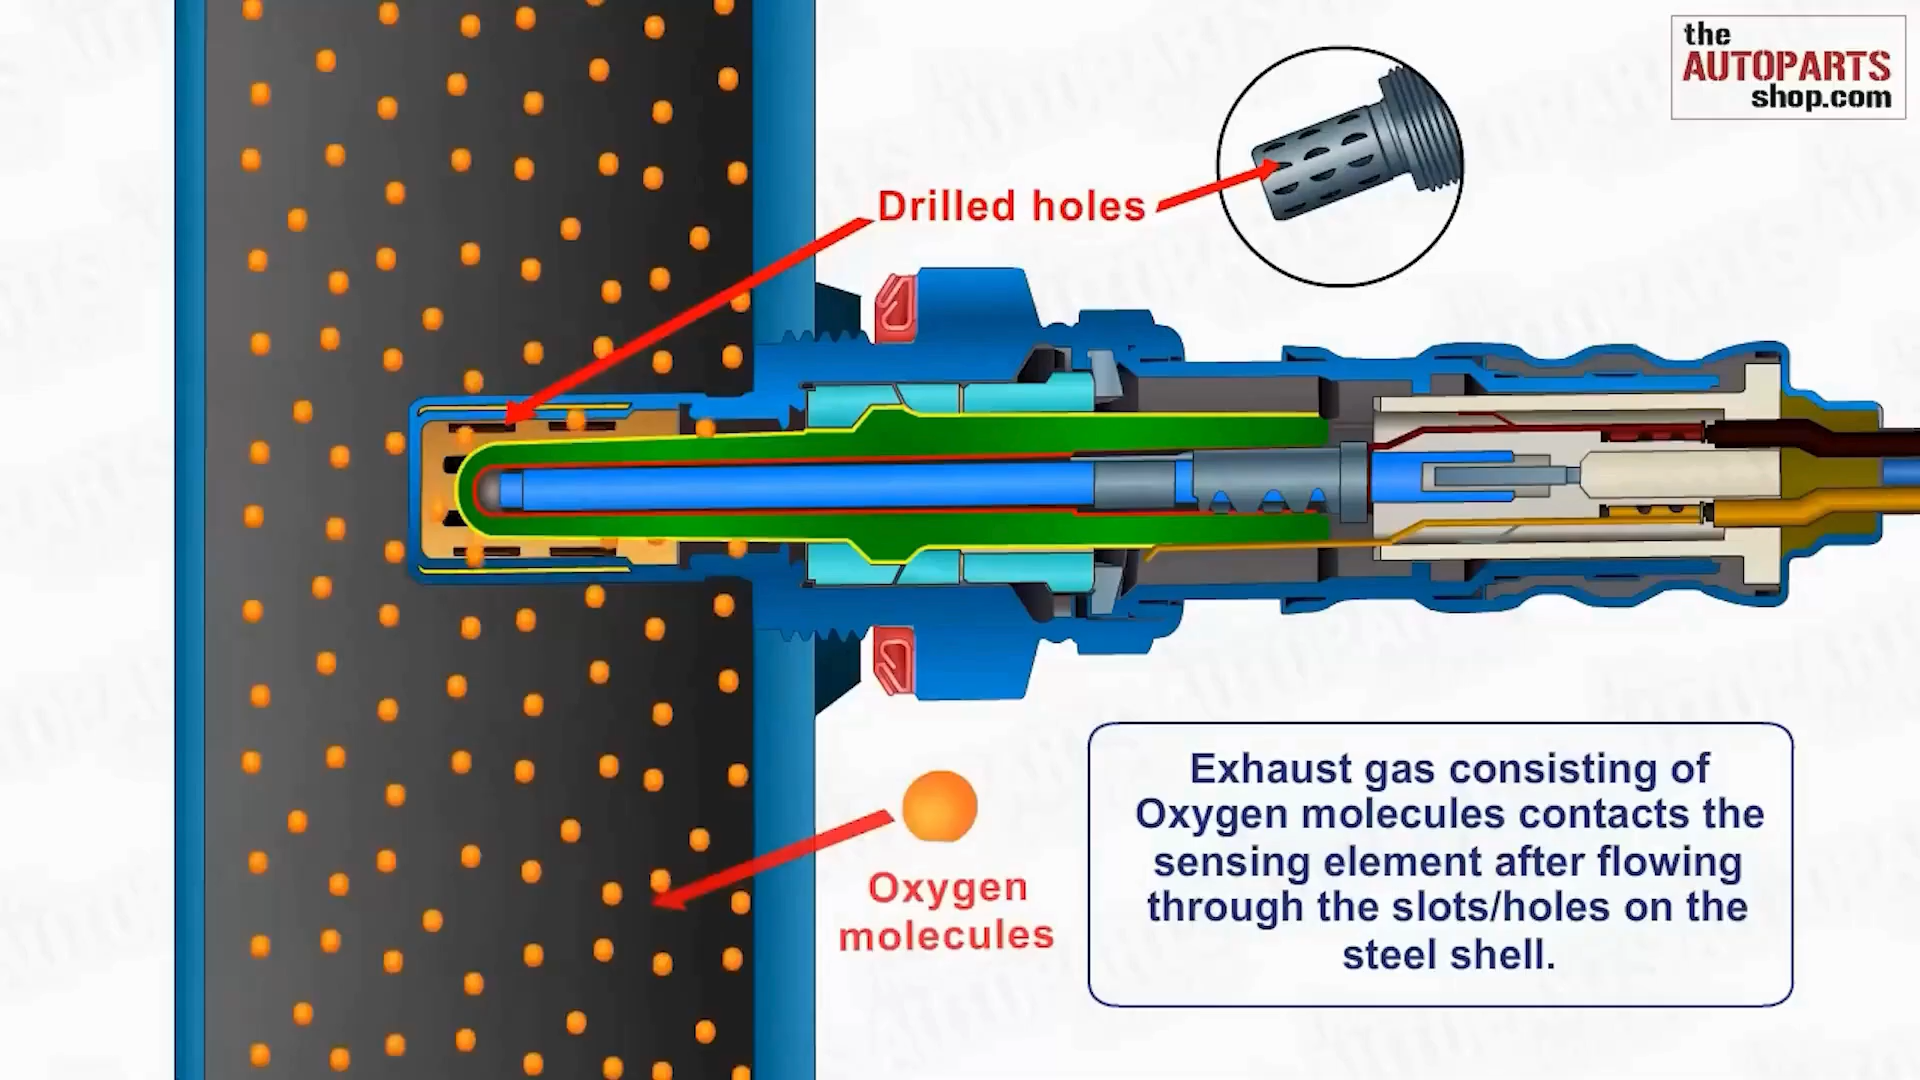 the
AUTOPARTS
shop.com
Drilled holes
Oxygen
molecules
Exhaust gas consisting of
Oxygen molecules contacts the
sensing element after flowing
through the slots/holes on the
steel shell.